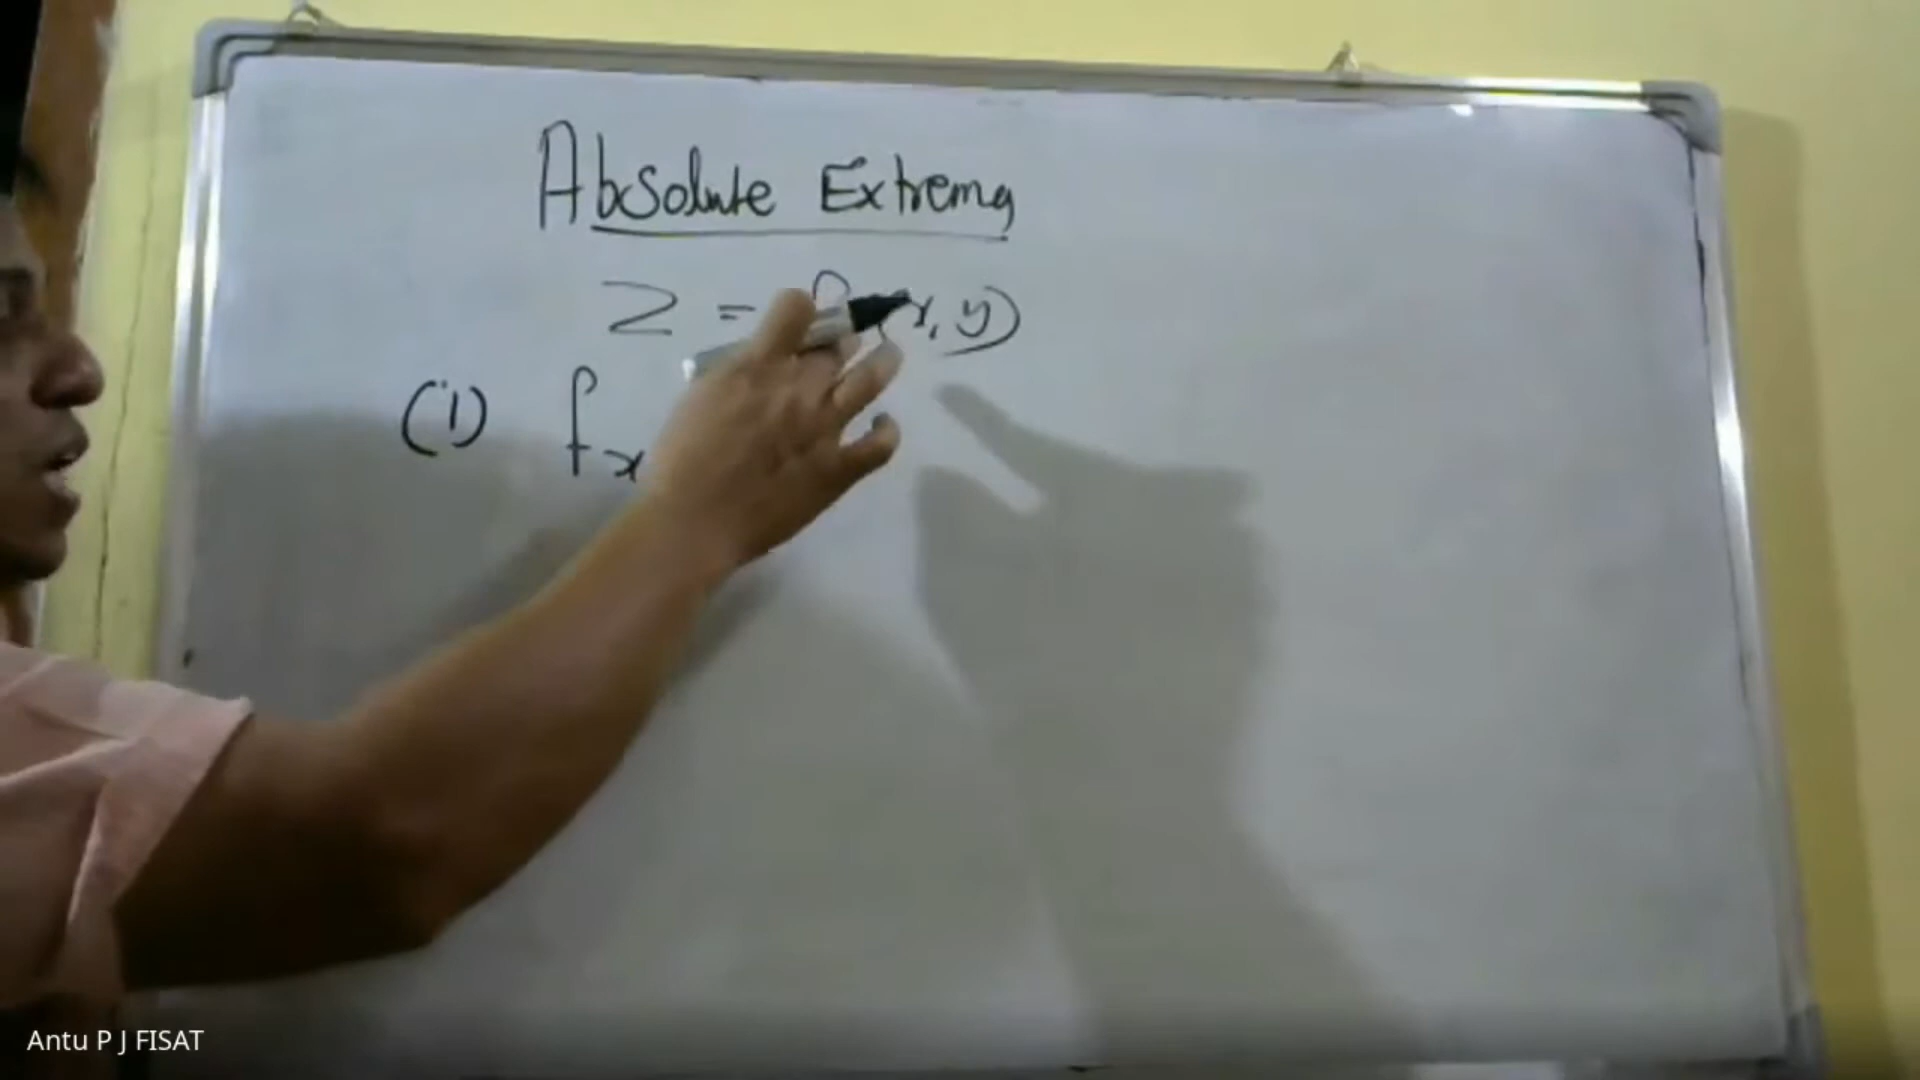 Absolute Extrema
Z = f(x, y)
(1) fx
Antu P J FISAT